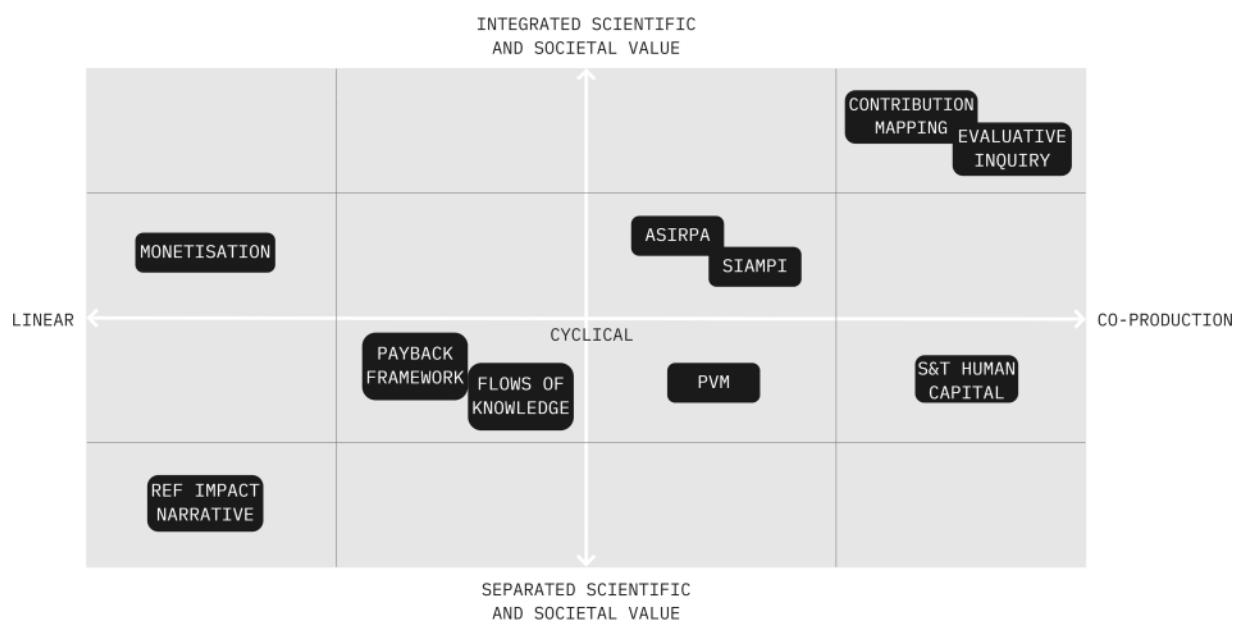 INTEGRATED SCIENTIFIC
AND SOCIETAL VALUE
CONTRIBUTION
MAPPING
EVALUATIVE
INQUIRY
MONETISATION
ASIRPA
SIAMPI
LINEAR
CYCLICAL
CO-PRODUCTION
PAYBACK
FRAMEWORK
FLOWS OF
KNOWLEDGE
PVM
S&T HUMAN
CAPITAL
REF IMPACT
NARRATIVE
SEPARATED SCIENTIFIC
AND SOCIETAL VALUE